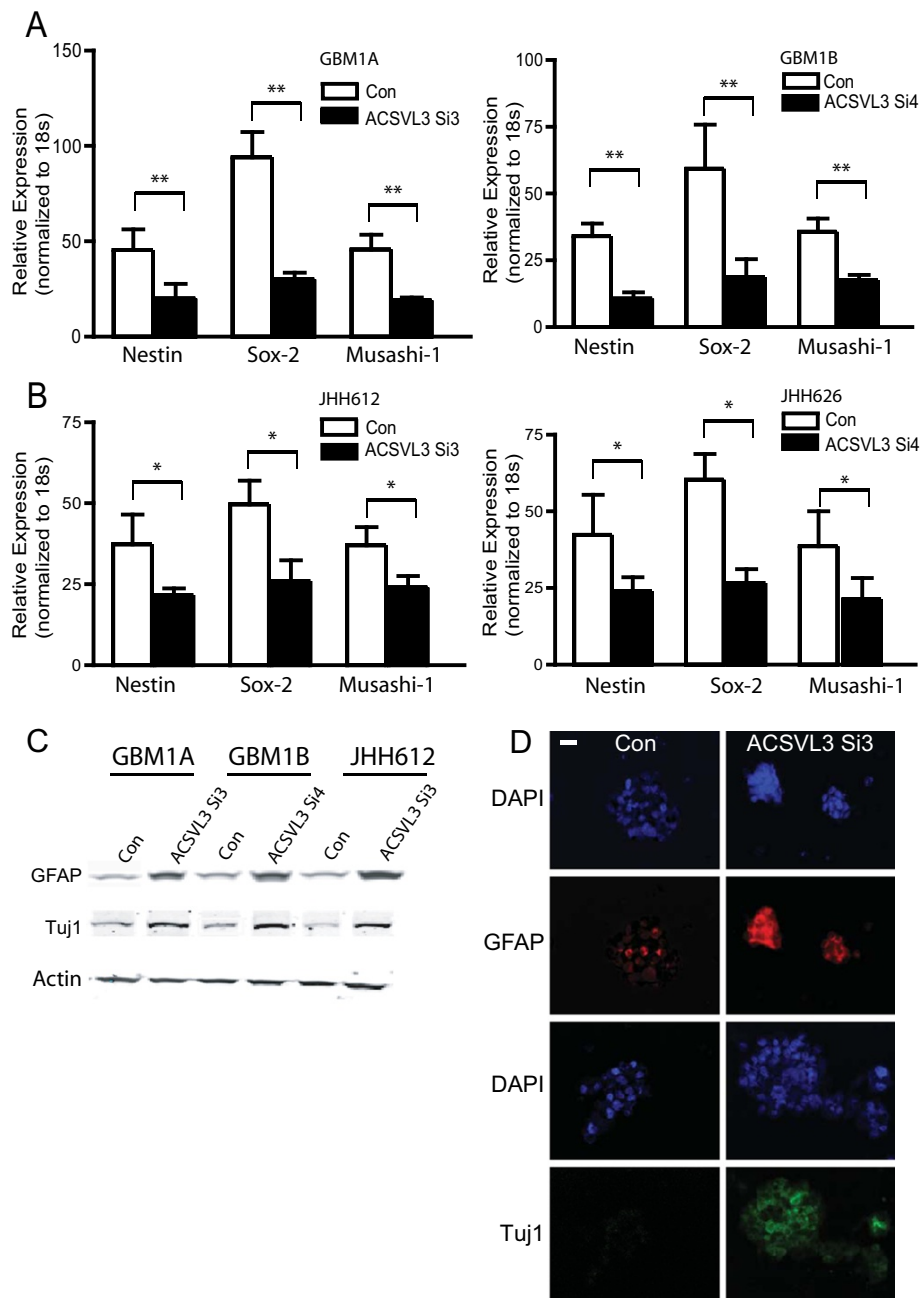 A
GBM1A
Con
ACSVL3 Si3
Relative Expression
(normalized to 18s)
150
100
50
0
**
**
**
Nestin
Sox-2
Musashi-1
GBM1B
Con
ACSVL3 Si4
Relative Expression
(normalized to 18s)
100
75
50
25
0
**
**
**
Nestin
Sox-2
Musashi-1
B
JHH612
Con
ACSVL3 Si3
Relative Expression
(normalized to 18s)
75
50
25
0
*
*
*
Nestin
Sox-2
Musashi-1
JHH626
Con
ACSVL3 Si4
Relative Expression
(normalized to 18s)
75
50
25
0
*
*
*
Nestin
Sox-2
Musashi-1
C
GBM1A GBM1B JHH612
Con ACSVL3 Si3 Con ACSVL3 Si4 Con ACSVL3 Si3
GFAP
Tuj1
Actin
D
Con ACSVL3 Si3
DAPI
GFAP
DAPI
Tuj1